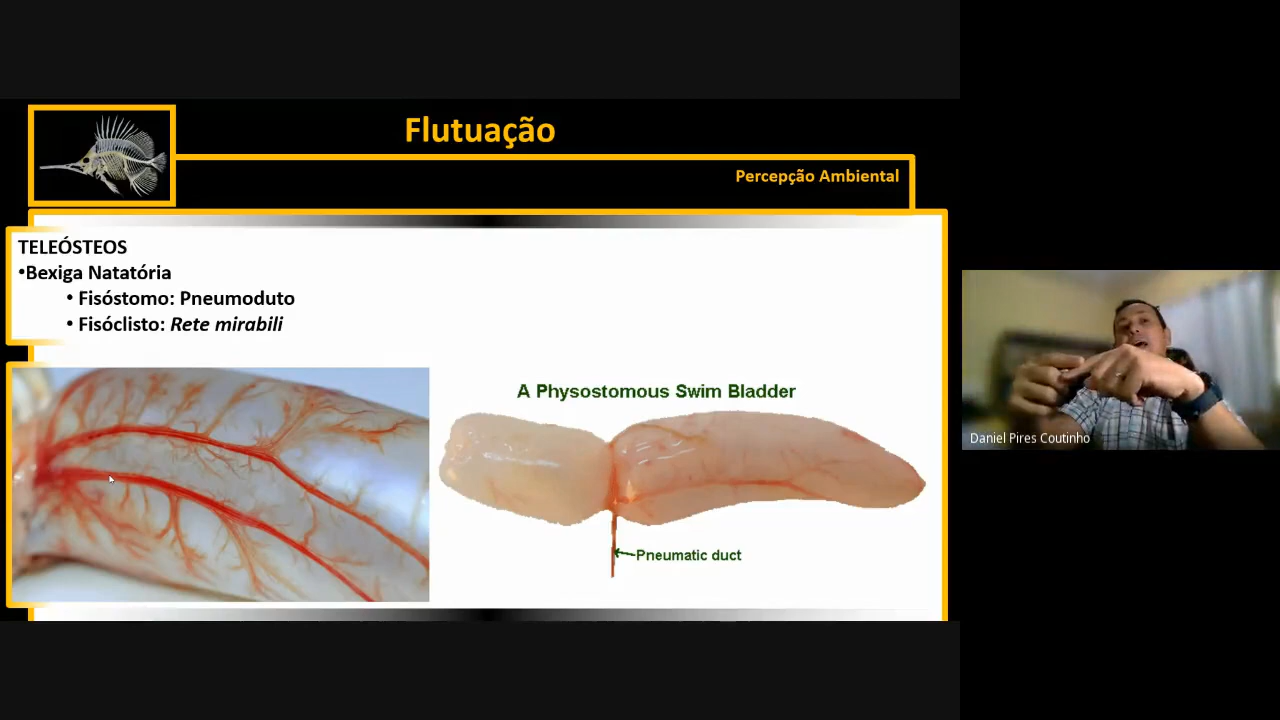 Flutuação
Percepção Ambiental
TELEÓSTEOS
•Bexiga Natatória
• Fisóstomo: Pneumoduto
• Fisóclisto: Rete mirabili
A Physostomous Swim Bladder
Pneumatic duct
Daniel Pires Coutinho